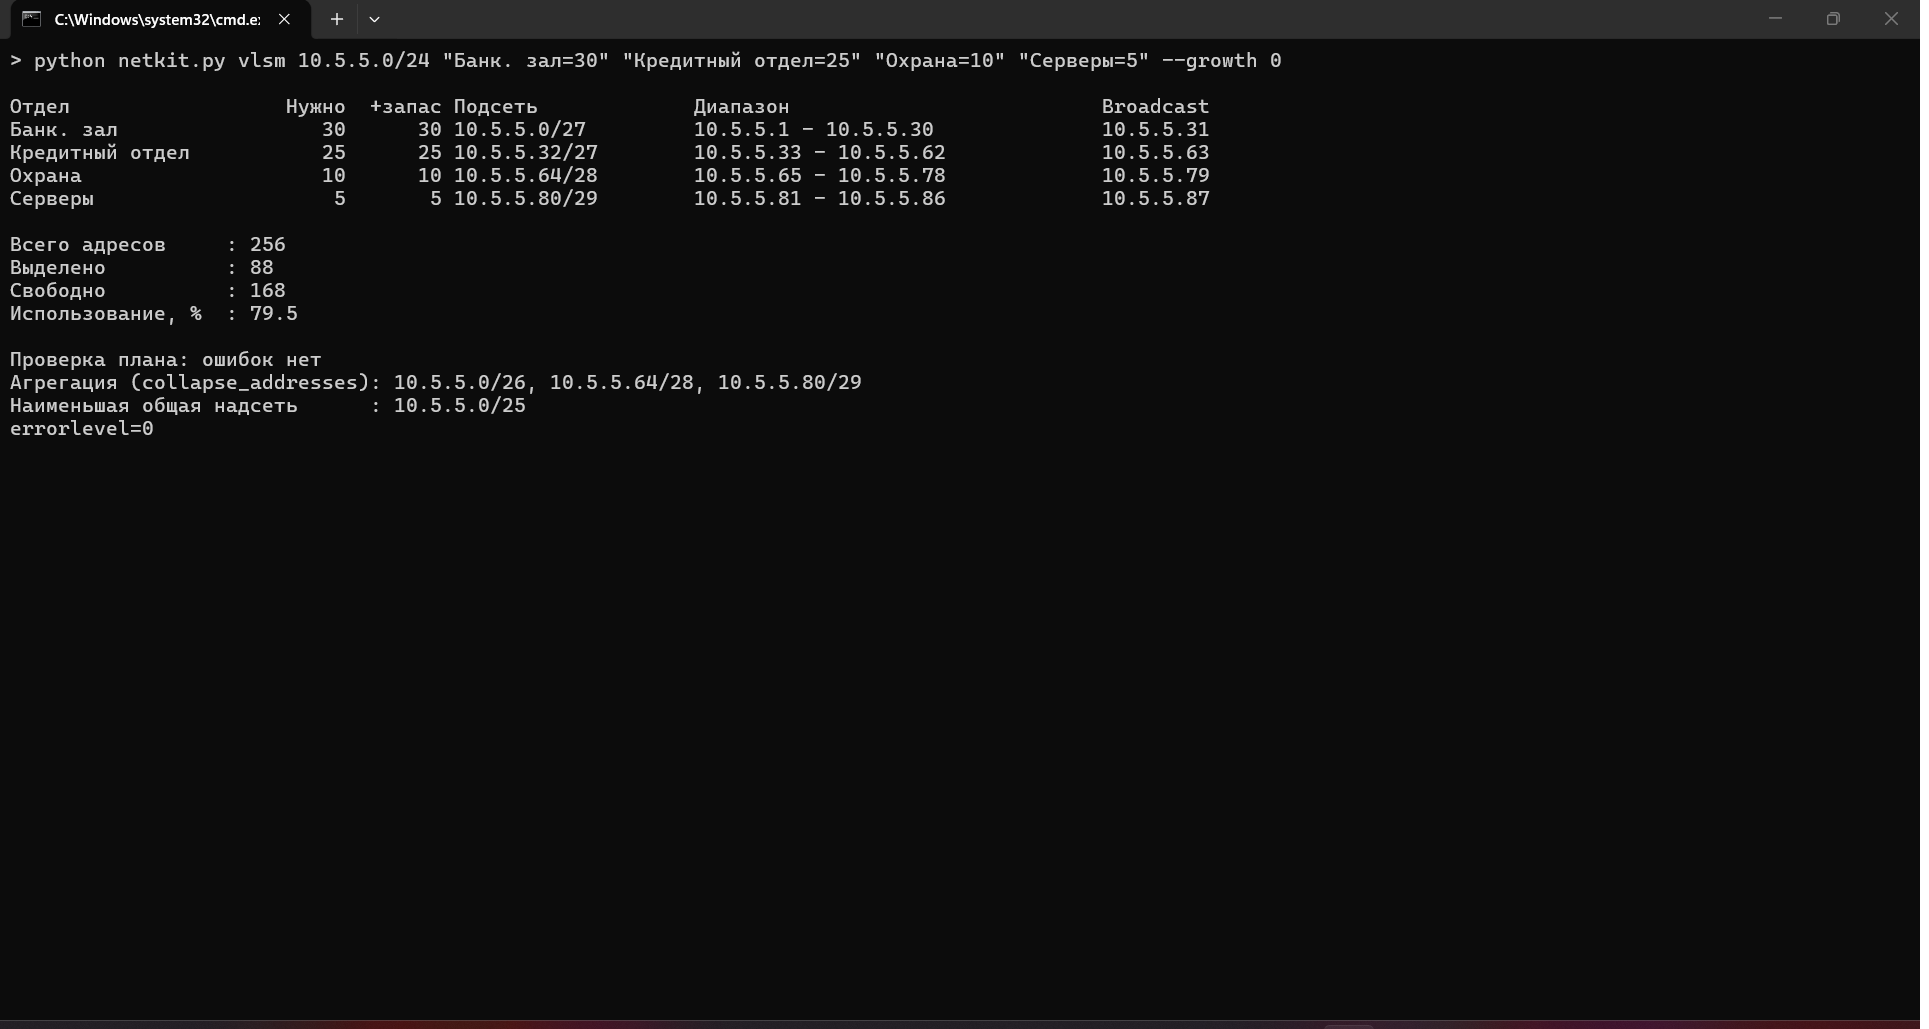 C:\Windows\system32\cmd.e
> python netkit.py vlsm 10.5.5.0/24 "Банк. зал=30" "Кредитный отдел=25" "Охрана=10" "Серверы=5" --growth 0
Отдел Нужно +запас Подсеть Диапазон Broadcast
Банк. зал 30 30 10.5.5.0/27 10.5.5.1 - 10.5.5.30 10.5.5.31
Кредитный отдел 25 25 10.5.5.32/27 10.5.5.33 - 10.5.5.62 10.5.5.63
Охрана 10 10 10.5.5.64/28 10.5.5.65 - 10.5.5.78 10.5.5.79
Серверы 5 5 10.5.5.80/29 10.5.5.81 - 10.5.5.86 10.5.5.87
Всего адресов : 256
Выделено : 88
Свободно : 168
Использование, % : 79.5
Проверка плана: ошибок нет
Агрегация (collapse_addresses): 10.5.5.0/26, 10.5.5.64/28, 10.5.5.80/29
Наименьшая общая надсеть : 10.5.5.0/25
errorlevel=0